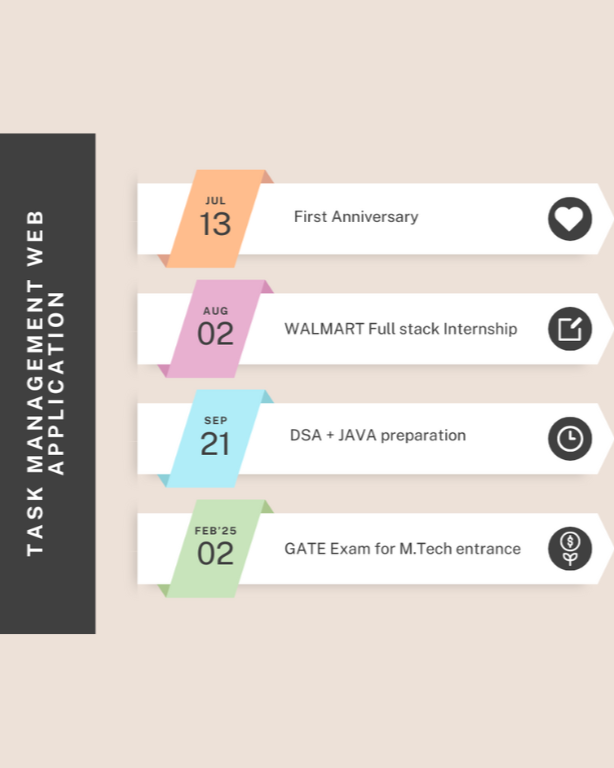 TASK MANAGEMENT WEB
APPLICATION
JUL
13
First Anniversary
AUG
02
WALMART Full stack Internship
SEP
21
DSA + JAVA preparation
FEB'25
02
GATE Exam for M.Tech entrance
$